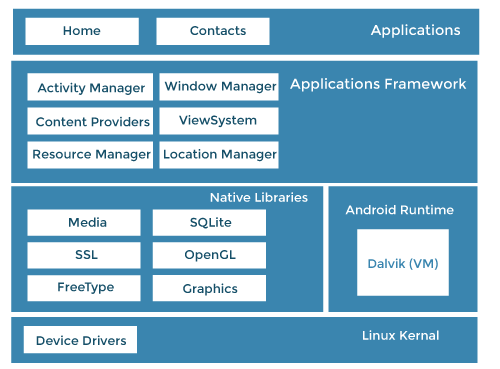 Home Contacts Applications
Applications Framework
Activity Manager Window Manager
Content Providers ViewSystem
Resource Manager Location Manager
Native Libraries
Media SQLite
SSL OpenGL
FreeType Graphics
Android Runtime
Dalvik (VM)
Linux Kernal
Device Drivers